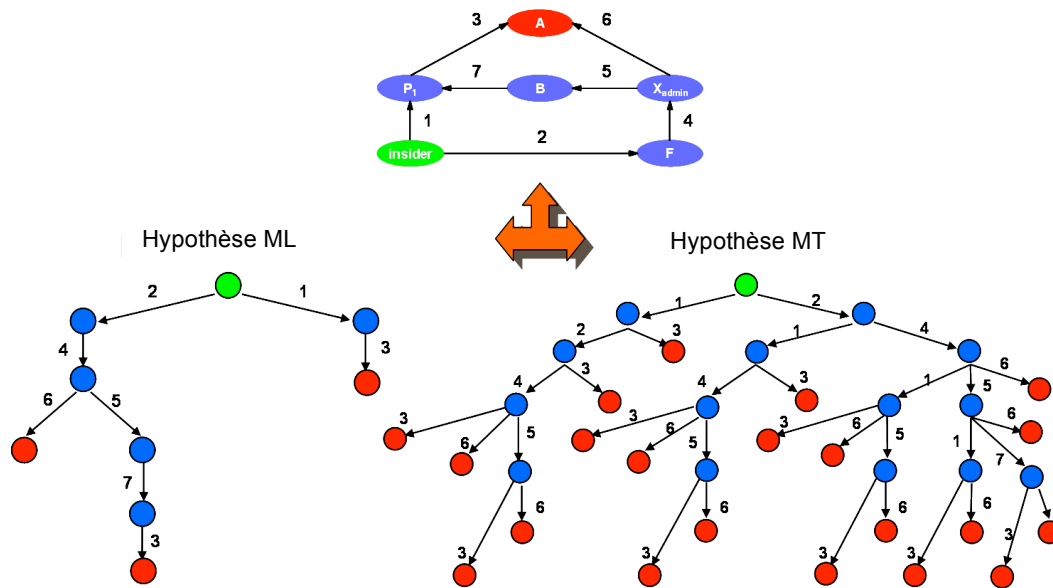 3 A 6
P₁ 7 B 5 Xadmin
1 4
insider 2 F
Hypothèse ML
Hypothèse MT
2 1
4 3
6 5
7
3
1 2
2 3 1 4
4 3 4 3 1 5 6
3 6 5 3 6 5 3 6 5 1 7 6
3 6 3 6 3 6 3 6 3